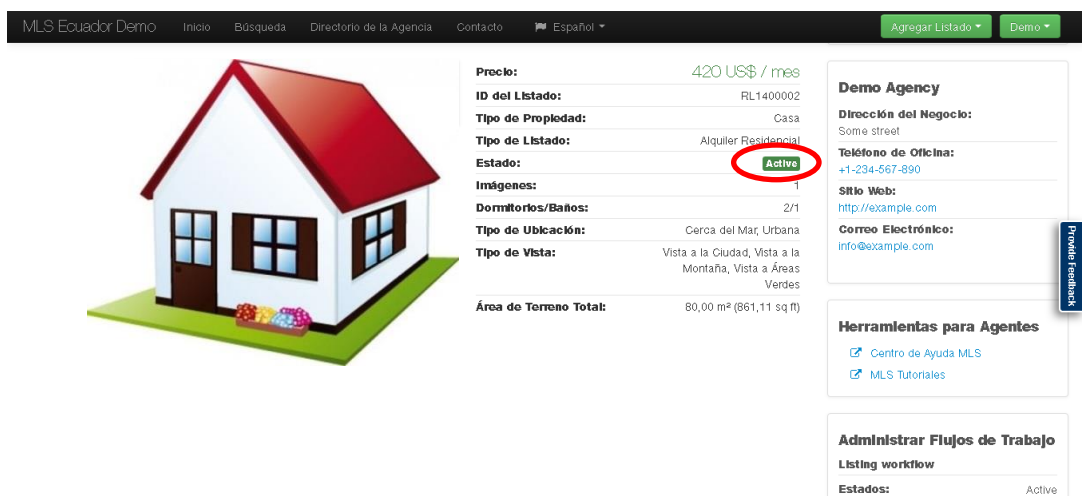 MLS Ecuador Demo Inicio Búsqueda Directorio de la Agencia Contacto Español Agregar Listado Demo
Precio: 420 US$ / mes
ID del Listado: RL1400002
Tipo de Propiedad: Casa
Tipo de Listado: Alquiler Residencial
Estado: Active
Imágenes: 1
Dormitorios/Baños: 2/1
Tipo de Ubicación: Cerca del Mar, Urbana
Tipo de Vista: Vista a la Ciudad, Vista a la
Montaña, Vista a Áreas
Verdes
Área de Terreno Total: 80,00 m² (861,11 sq ft)
Demo Agency
Dirección del Negocio:
Some street
Teléfono de Oficina:
+1-234-567-890
Sitio Web:
http://example.com
Correo Electrónico:
info@example.com
Provide Feedback
Herramientas para Agentes
Centro de Ayuda MLS
MLS Tutoriales
Administrar Flujos de Trabajo
Listing workflow
Estados: Active